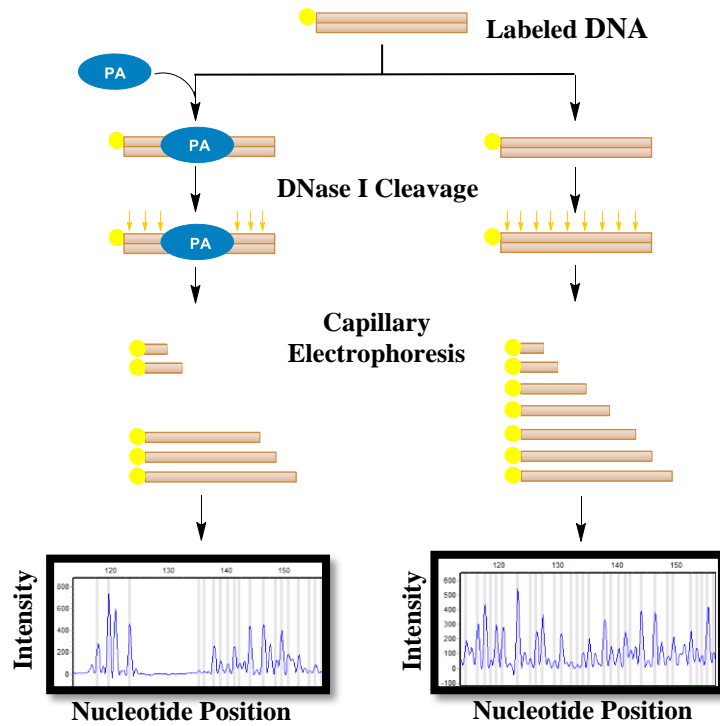 Labeled DNA
PA
PA
DNase I Cleavage
PA
Capillary
Electrophoresis
Intensity
120 130 140 150
800
600
400
200
0
Nucleotide Position
Intensity
120 130 140 150
600
500
400
300
200
100
0
-100
Nucleotide Position